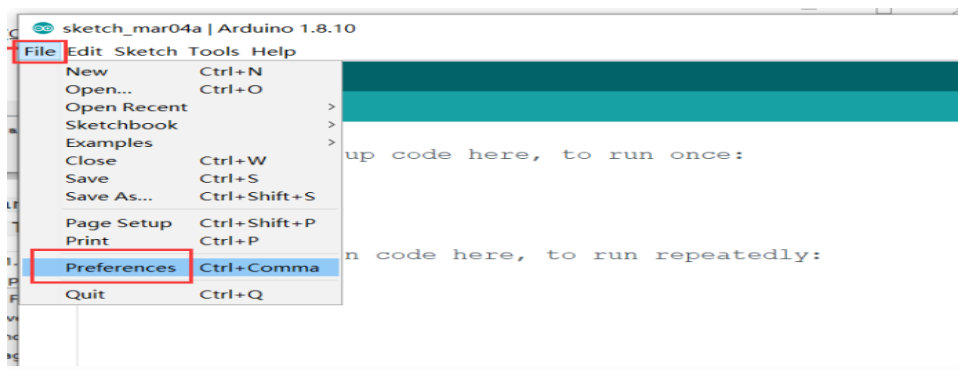 sketch_mar04a | Arduino 1.8.10
File Edit Sketch Tools Help
New Ctrl+N
Open... Ctrl+O
Open Recent >
Sketchbook >
Examples >
Close Ctrl+W
up code here, to run once:
Save Ctrl+S
Save As... Ctrl+Shift+S
Page Setup Ctrl+Shift+P
Print Ctrl+P
n code here, to run repeatedly:
Preferences Ctrl+Comma
Quit Ctrl+Q